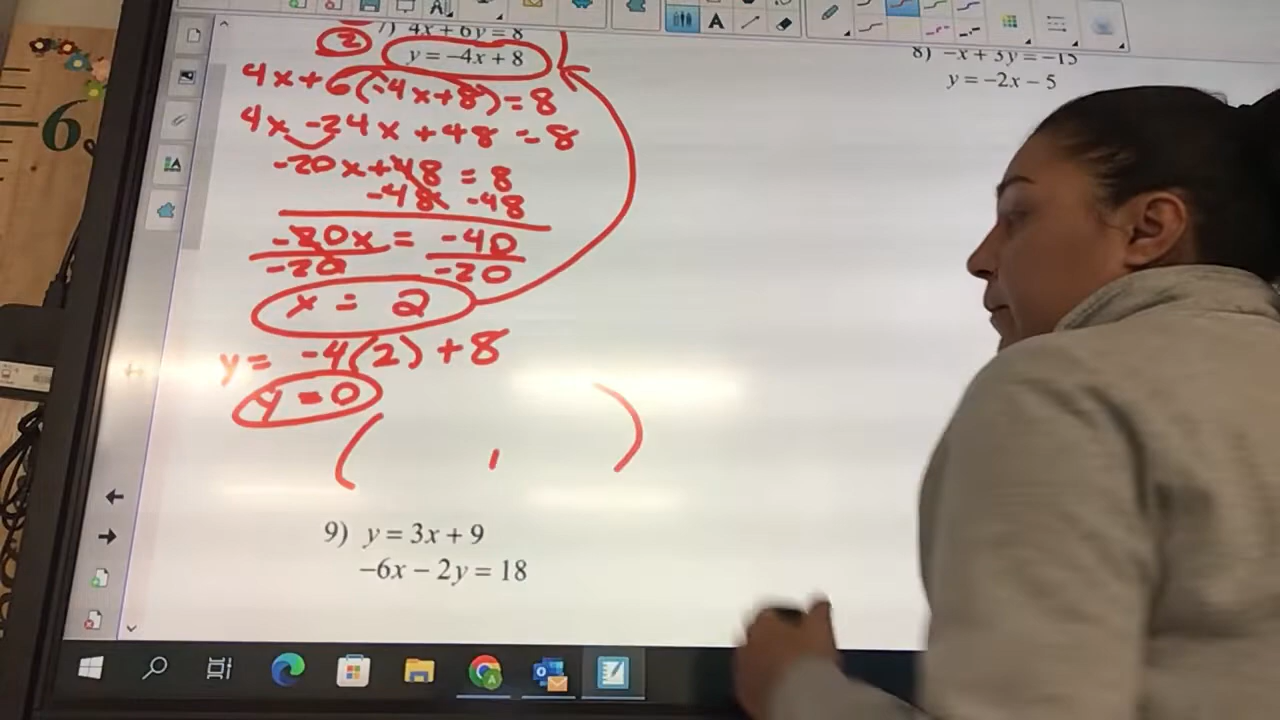 7) 4x + 6y = 8
2
y = -4x + 8
4x + 6(-4x + 8) = 8
4x - 24x + 48 = 8
-20x + 48 = 8
-48 -48
-20x = -40
-20 -20
x = 2
y = -4(2) + 8
y = 0
( , )
8) -x + 3y = -15
y = -2x - 5
9) y = 3x + 9
-6x - 2y = 18
A
-6